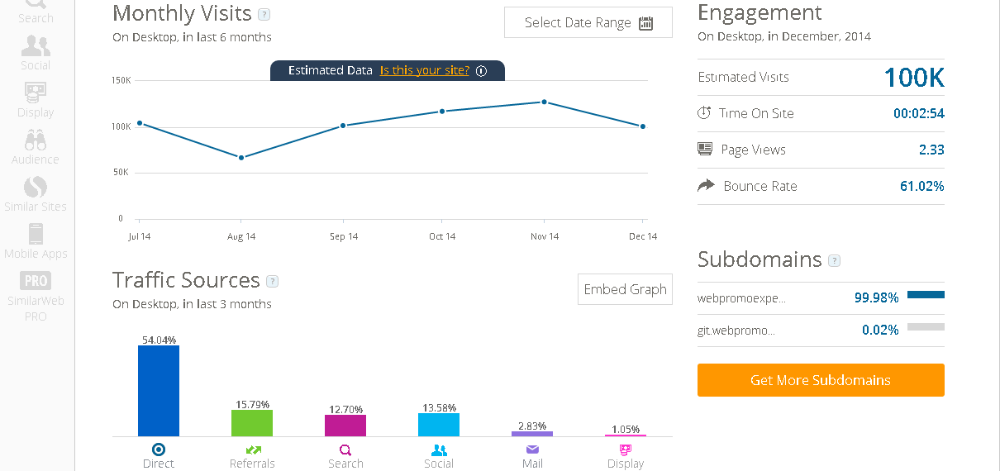 Search
Social
Display
Audience
Similar Sites
Mobile Apps
PRO
SimilarWeb
PRO
Monthly Visits ?
On Desktop, in last 6 months
Select Date Range
Estimated Data Is this your site?
150K
100K
50K
0
Jul 14 Aug 14 Sep 14 Oct 14 Nov 14 Dec 14
Traffic Sources ?
On Desktop, in last 3 months
Embed Graph
54.04% 15.79% 12.70% 13.58% 2.83% 1.05%
Direct Referrals Search Social Mail Display
Engagement
On Desktop, in December, 2014
Estimated Visits 100K
Time On Site 00:02:54
Page Views 2.33
Bounce Rate 61.02%
Subdomains ?
webpromoexpe... 99.98%
git.webpromo... 0.02%
Get More Subdomains